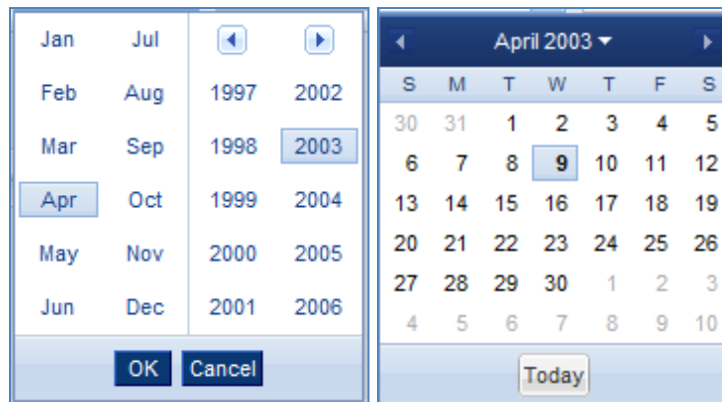 Jan Jul
Feb Aug 1997 2002
Mar Sep 1998 2003
Apr Oct 1999 2004
May Nov 2000 2005
Jun Dec 2001 2006
OK Cancel
April 2003
S M T W T F S
30 31 1 2 3 4 5
6 7 8 9 10 11 12
13 14 15 16 17 18 19
20 21 22 23 24 25 26
27 28 29 30 1 2 3
4 5 6 7 8 9 10
Today